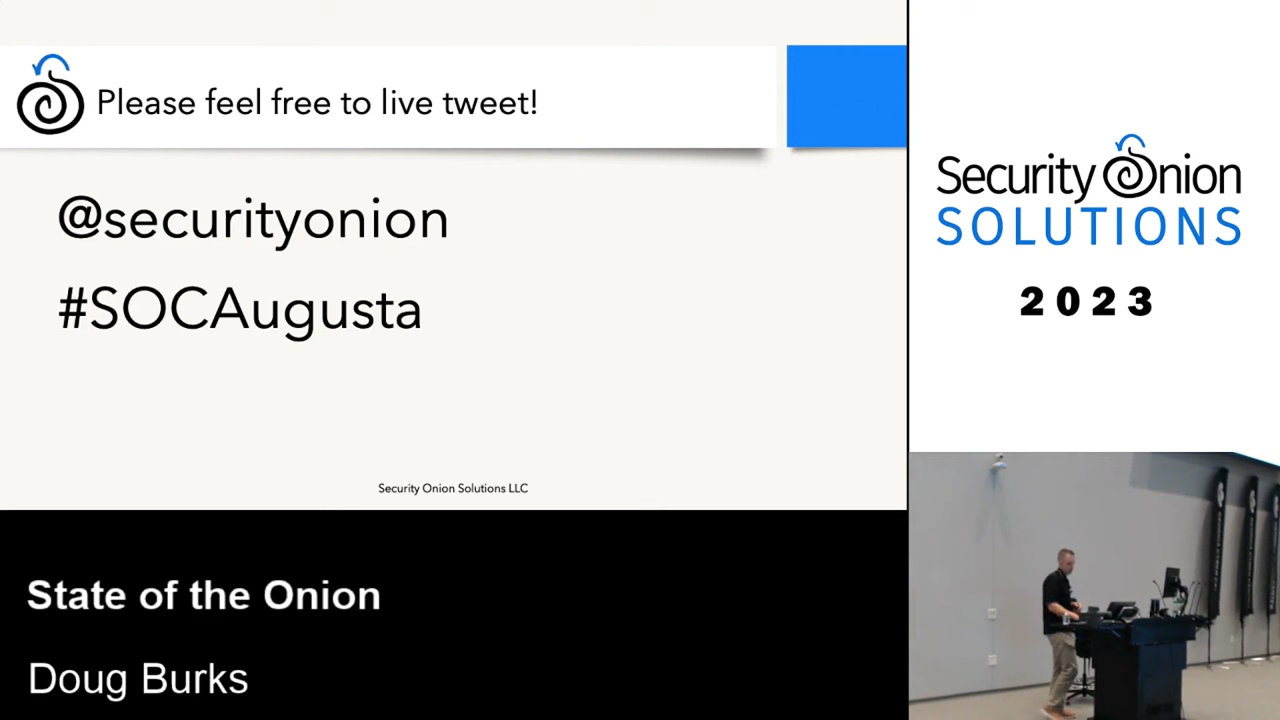 Please feel free to live tweet!
@securityonion
#SOCAugusta
Security Onion Solutions LLC
Security Onion
SOLUTIONS
2023
State of the Onion
Doug Burks